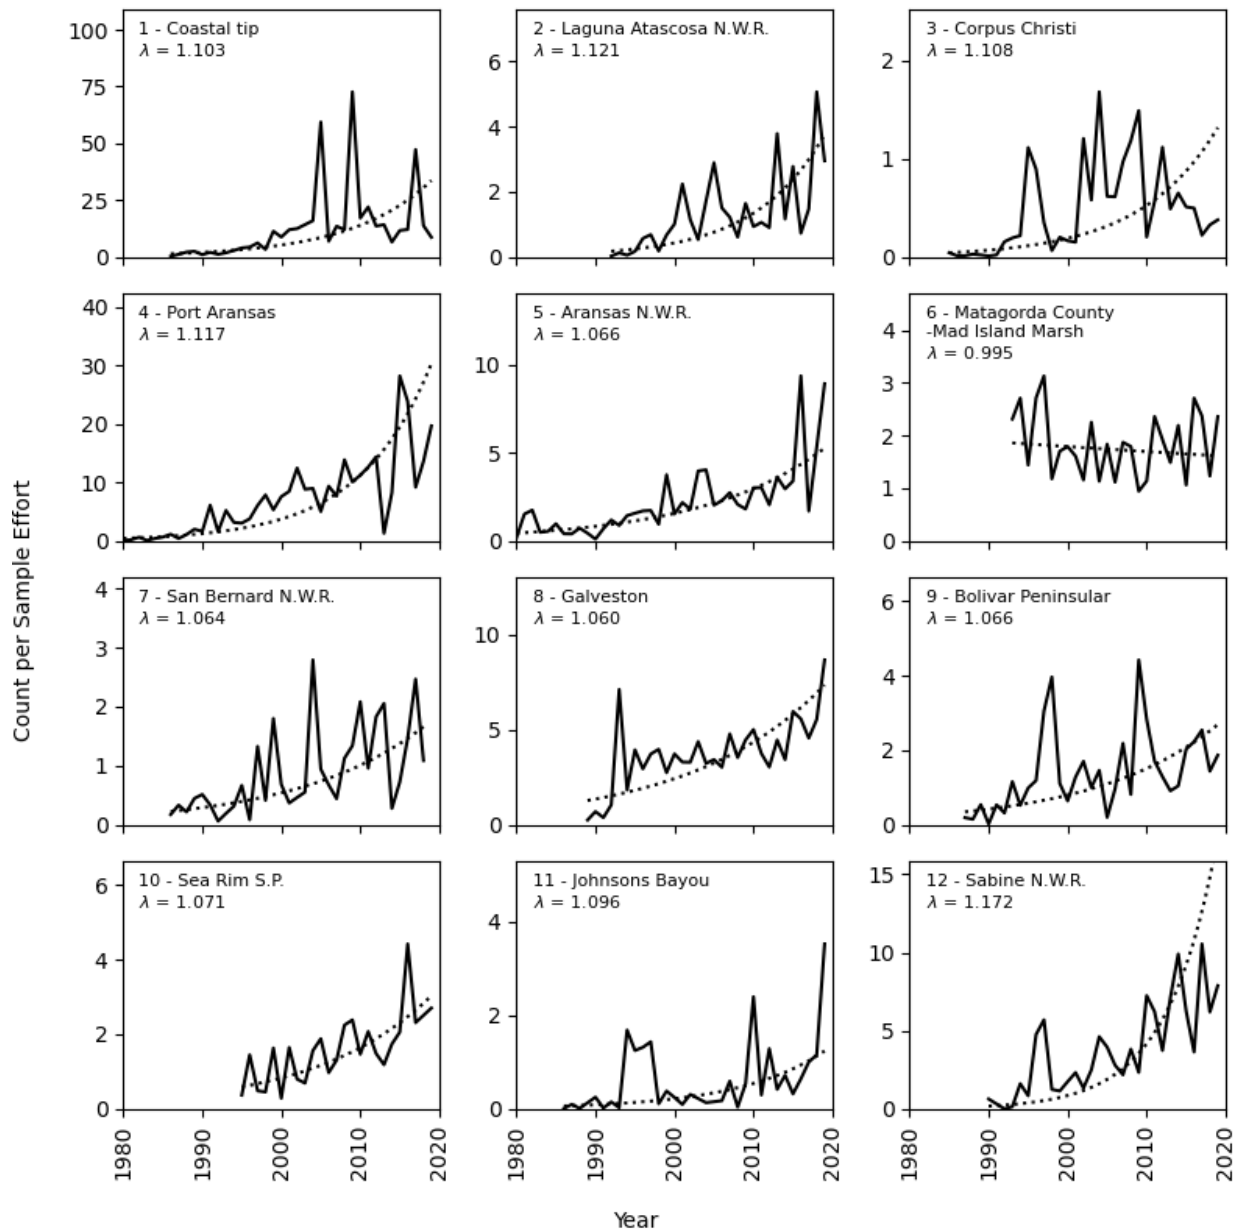 1 - Coastal tip
λ = 1.103
100
75
50
25
0
2 - Laguna Atascosa N.W.R.
λ = 1.121
6
4
2
0
3 - Corpus Christi
λ = 1.108
2
1
0
4 - Port Aransas
λ = 1.117
40
30
20
10
0
5 - Aransas N.W.R.
λ = 1.066
10
5
0
6 - Matagorda County
-Mad Island Marsh
λ = 0.995
4
3
2
1
0
Count per Sample Effort
7 - San Bernard N.W.R.
λ = 1.064
4
3
2
1
0
8 - Galveston
λ = 1.060
10
5
0
9 - Bolivar Peninsular
λ = 1.066
6
4
2
0
10 - Sea Rim S.P.
λ = 1.071
6
4
2
0
1980
1990
2000
2010
2020
11 - Johnsons Bayou
λ = 1.096
4
2
0
1980
1990
2000
2010
2020
12 - Sabine N.W.R.
λ = 1.172
15
10
5
0
1980
1990
2000
2010
2020
Year